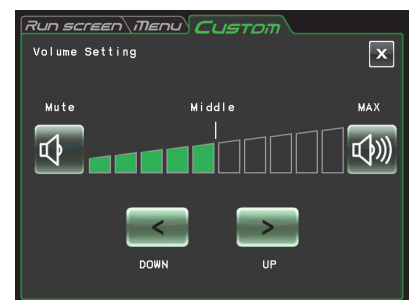 Run screen Menu Custom
Volume Setting
X
Mute Middle MAX
< >
DOWN UP